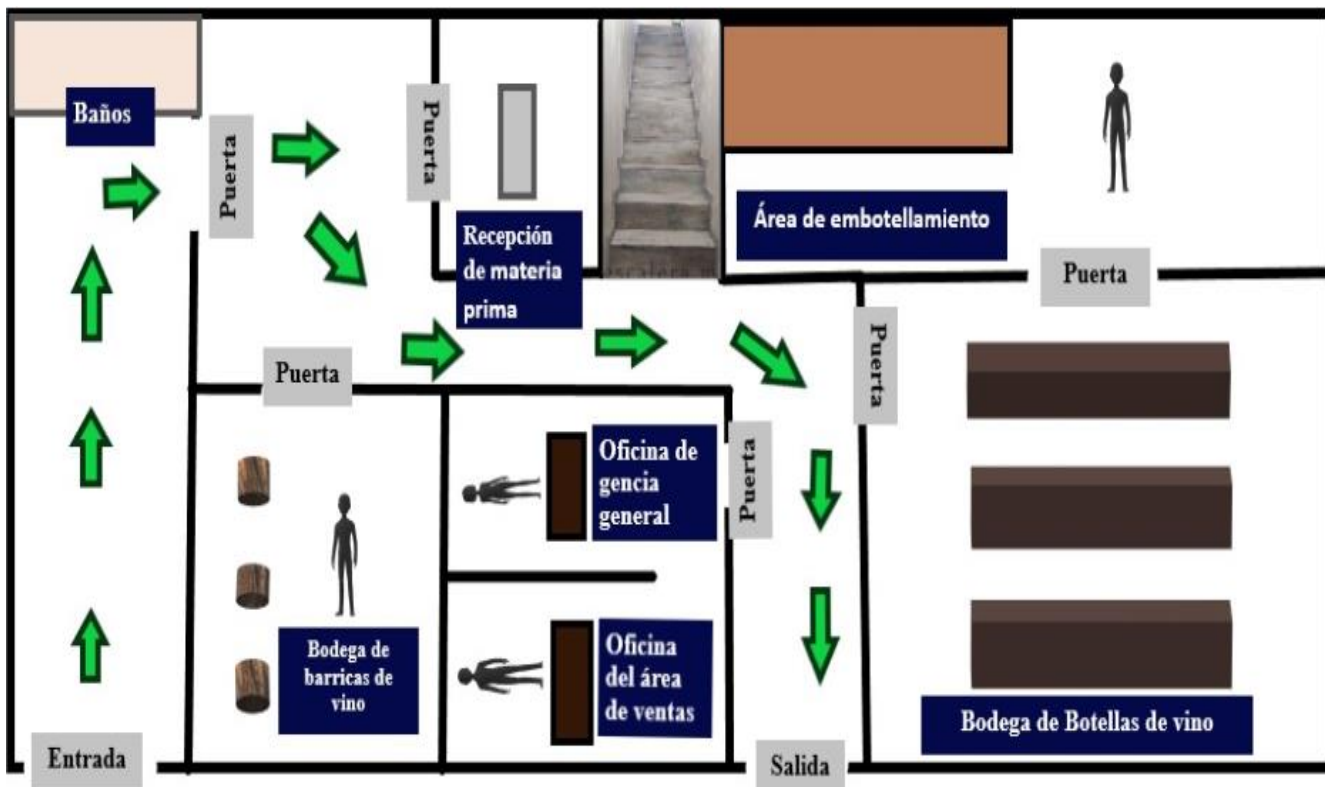 Baños
Puerta
Puerta
Recepción
de materia
prima
escalera
Área de embotellamiento
Puerta
Puerta
Puerta
Oficina de
gencia
general
Puerta
Bodega de
barricas de
vino
Oficina
del área
de ventas
Bodega de Botellas de vino
Entrada
Salida